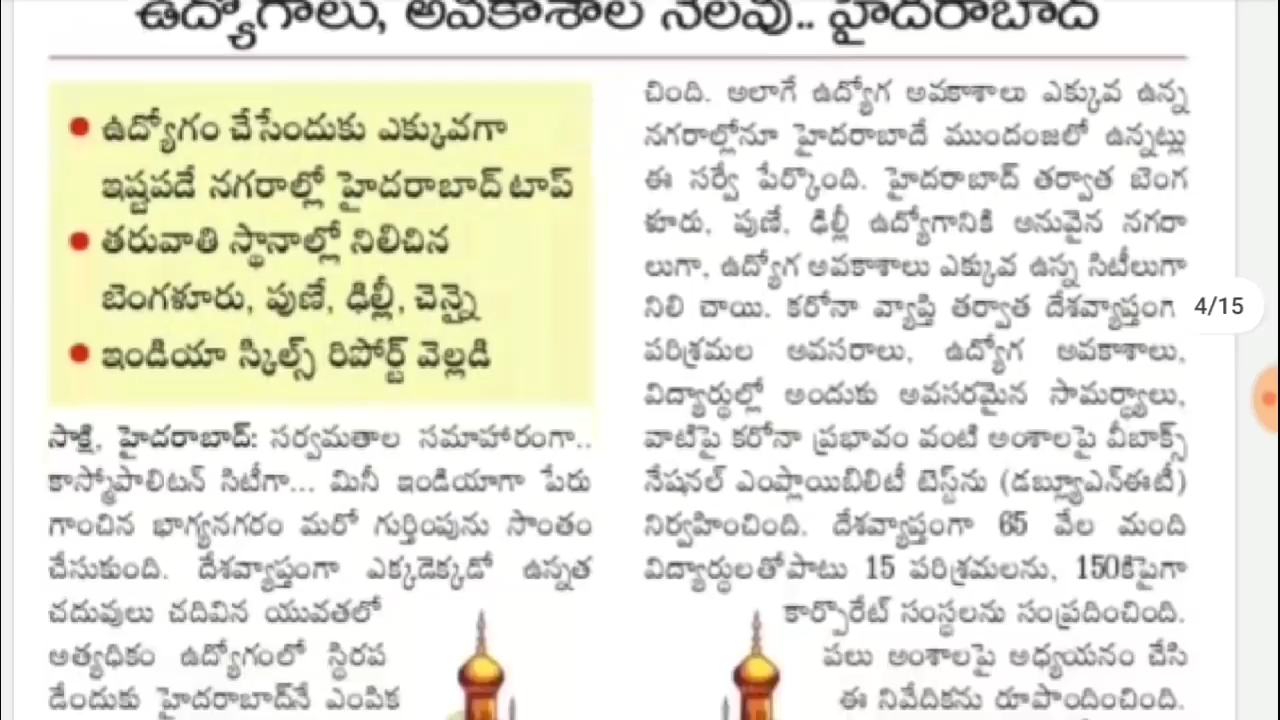 ఉద్యోగాలు, అవకాశాల నెలవు.. హైదరాబాద్
• ఉద్యోగం చేసేందుకు ఎక్కువగా
ఇష్టపడే నగరాల్లో హైదరాబాద్ టాప్
• తరువాతి స్థానాల్లో నిలిచిన
బెంగళూరు, పుణే, ఢిల్లీ, చెన్నై
• ఇండియా స్కిల్స్ రిపోర్ట్ వెల్లడి
సాక్షి, హైదరాబాద్: సర్వమతాల సమాహారంగా..
కాస్మోపాలిటన్ సిటీగా... మినీ ఇండియాగా పేరు
గాంచిన భాగ్యనగరం మరో గుర్తింపును సొంతం
చేసుకుంది. దేశవ్యాప్తంగా ఎక్కడెక్కడో ఉన్నత
చదువులు చదివిన యువతలో
అత్యధికం ఉద్యోగంలో స్థిరప
డేందుకు హైదరాబాద్‌నే ఎంపిక
చింది. అలాగే ఉద్యోగ అవకాశాలు ఎక్కువ ఉన్న
నగరాల్లోనూ హైదరాబాదే ముందంజలో ఉన్నట్లు
ఈ సర్వే పేర్కొంది. హైదరాబాద్ తర్వాత బెంగ
ళూరు, పుణే, ఢిల్లీ ఉద్యోగానికి అనువైన నగరా
లుగా, ఉద్యోగ అవకాశాలు ఎక్కువ ఉన్న సిటీలుగా
నిలి చాయి. కరోనా వ్యాప్తి తర్వాత దేశవ్యాప్తంగ
పరిశ్రమల అవసరాలు, ఉద్యోగ అవకాశాలు,
విద్యార్థుల్లో అందుకు అవసరమైన సామర్థ్యాలు,
వాటిపై కరోనా ప్రభావం వంటి అంశాలపై వీబాక్స్
నేషనల్ ఎంప్లాయిబిలిటీ టెస్ట్‌ను (డబ్ల్యూఎన్ఈటీ)
నిర్వహించింది. దేశవ్యాప్తంగా 65 వేల మంది
విద్యార్థులతోపాటు 15 పరిశ్రమలను, 150కిపైగా
కార్పొరేట్ సంస్థలను సంప్రదించింది.
పలు అంశాలపై అధ్యయనం చేసి
ఈ నివేదికను రూపొందించింది.
4/15